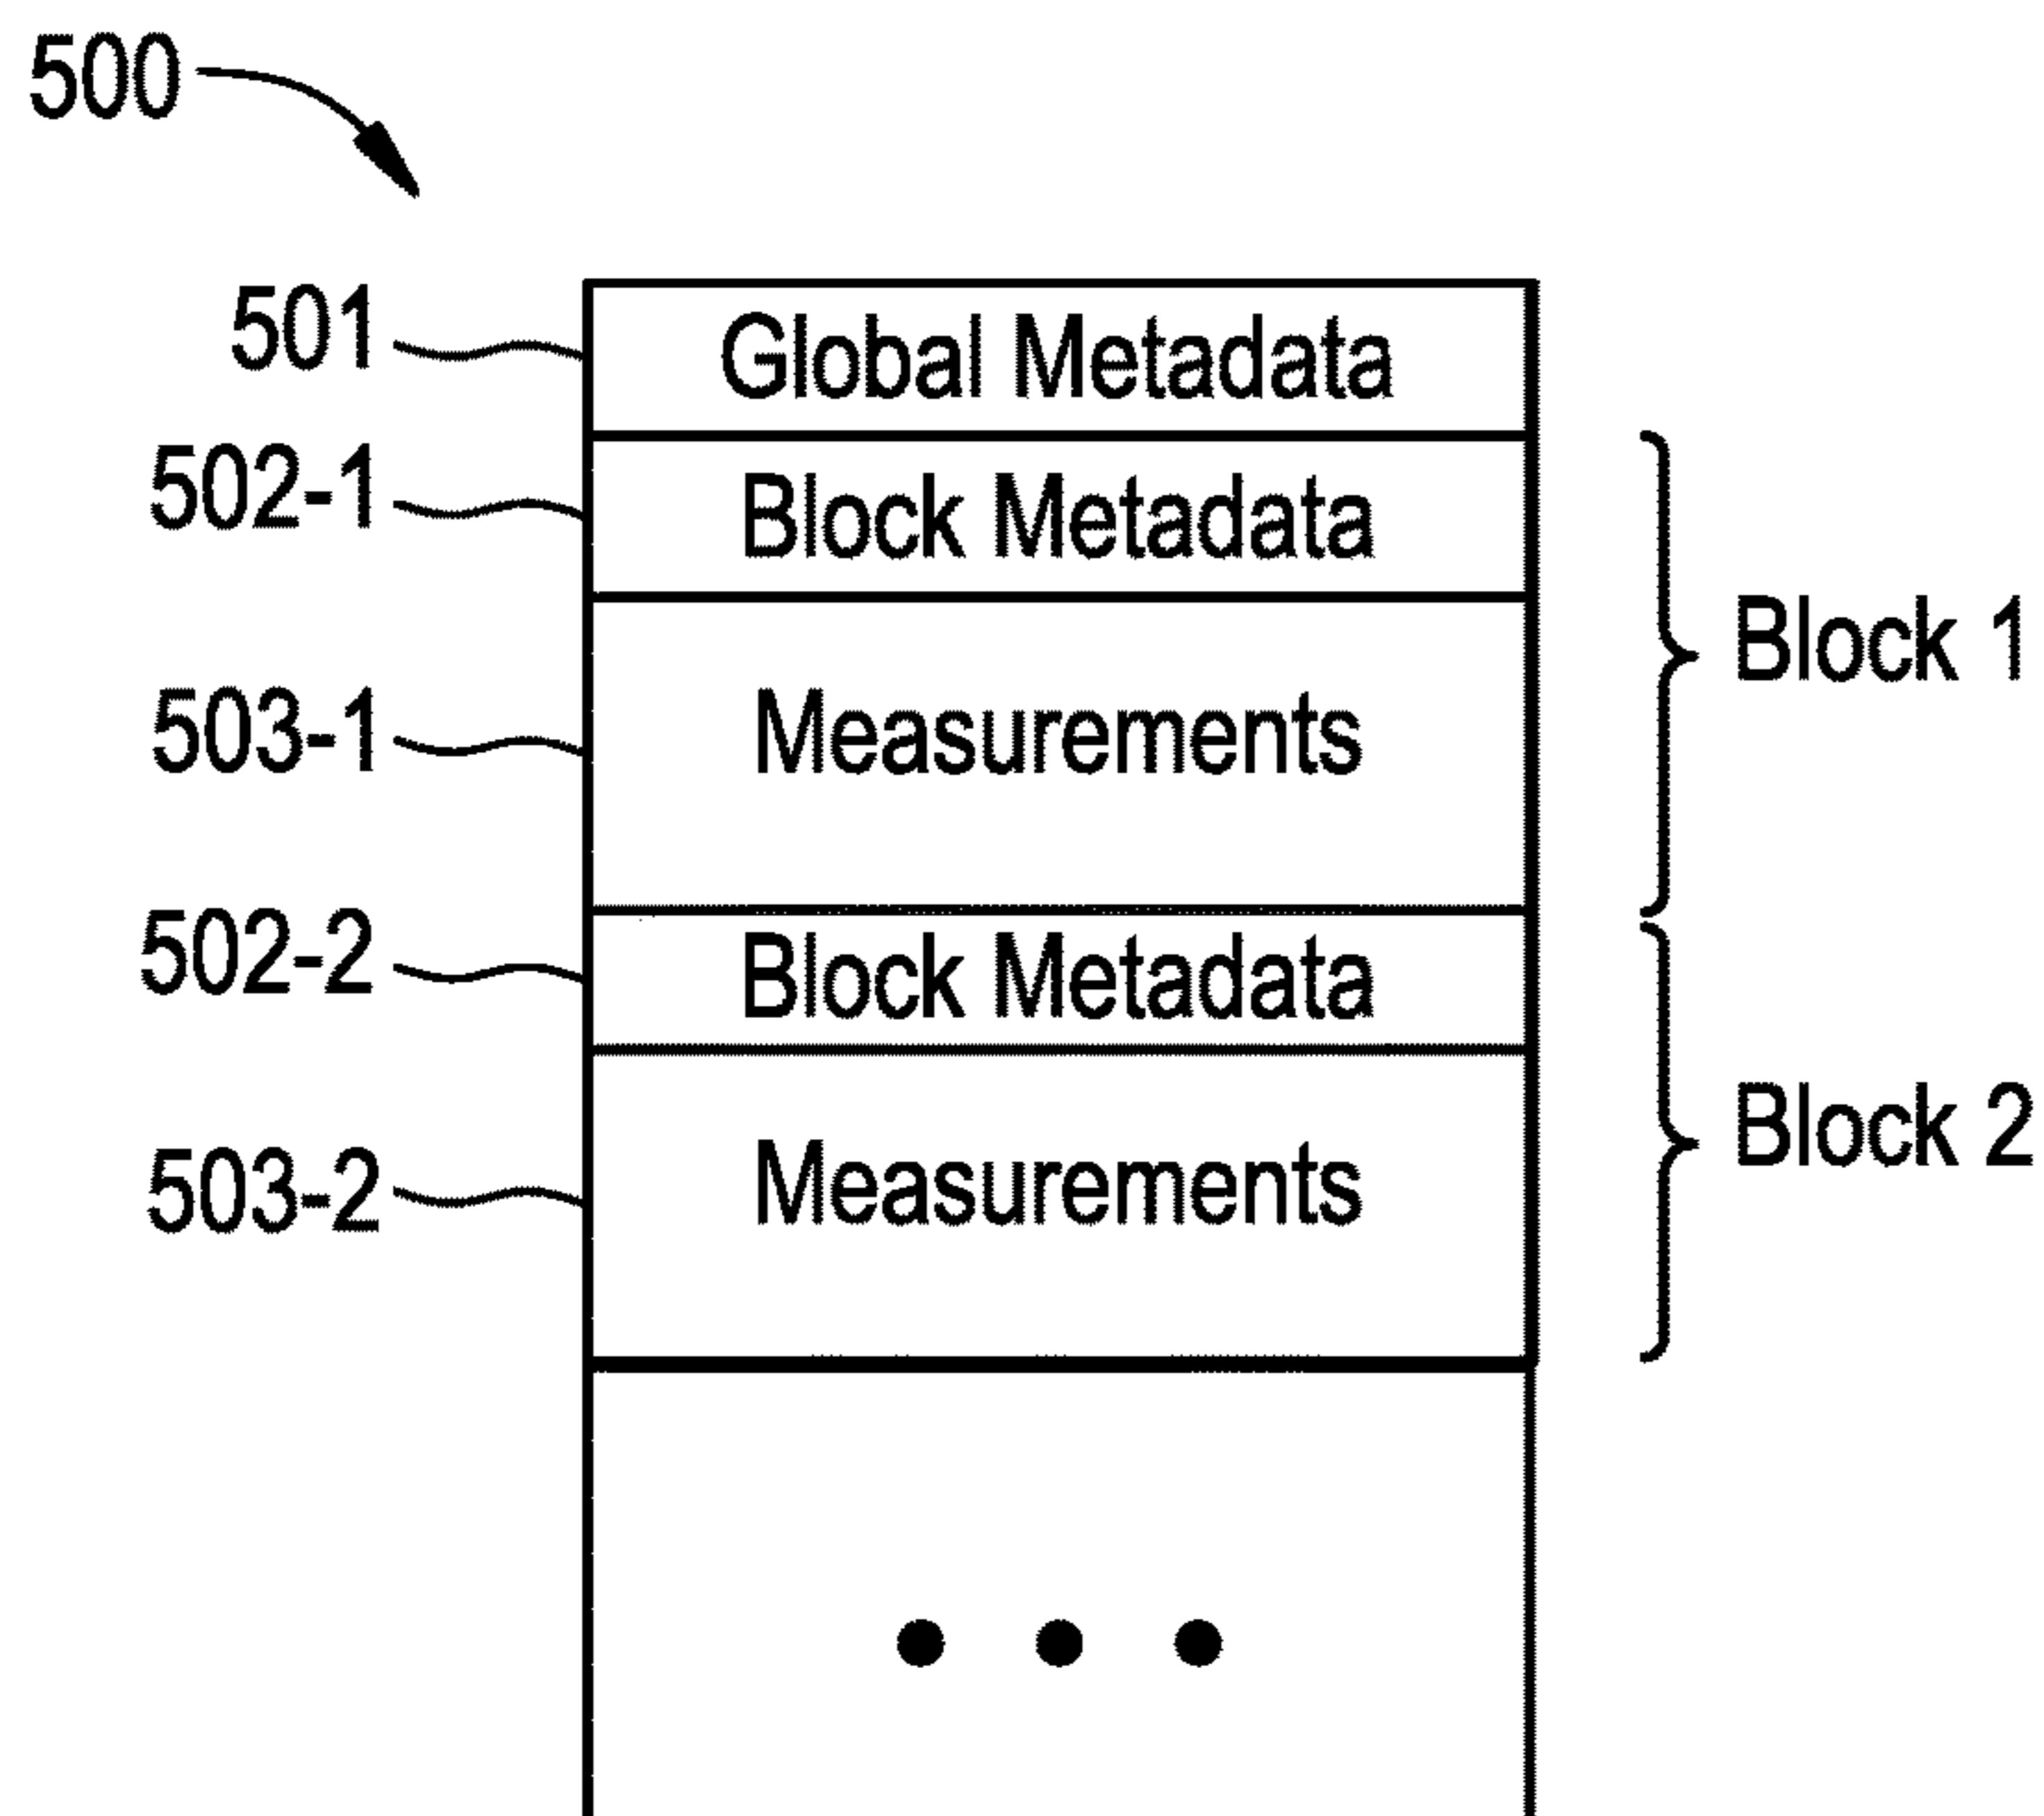 500
501 Global Metadata
502-1 Block Metadata
Block 1
503-1 Measurements
502-2 Block Metadata
Block 2
503-2 Measurements